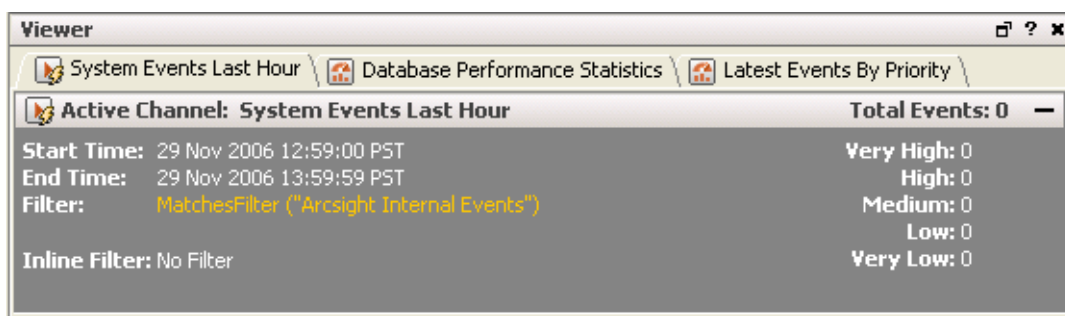 Viewer ?
System Events Last Hour Database Performance Statistics Latest Events By Priority
Active Channel: System Events Last Hour Total Events: 0
Start Time: 29 Nov 2006 12:59:00 PST Very High: 0
End Time: 29 Nov 2006 13:59:59 PST High: 0
Filter: MatchesFilter ("Arcsight Internal Events") Medium: 0
Low: 0
Inline Filter: No Filter Very Low: 0